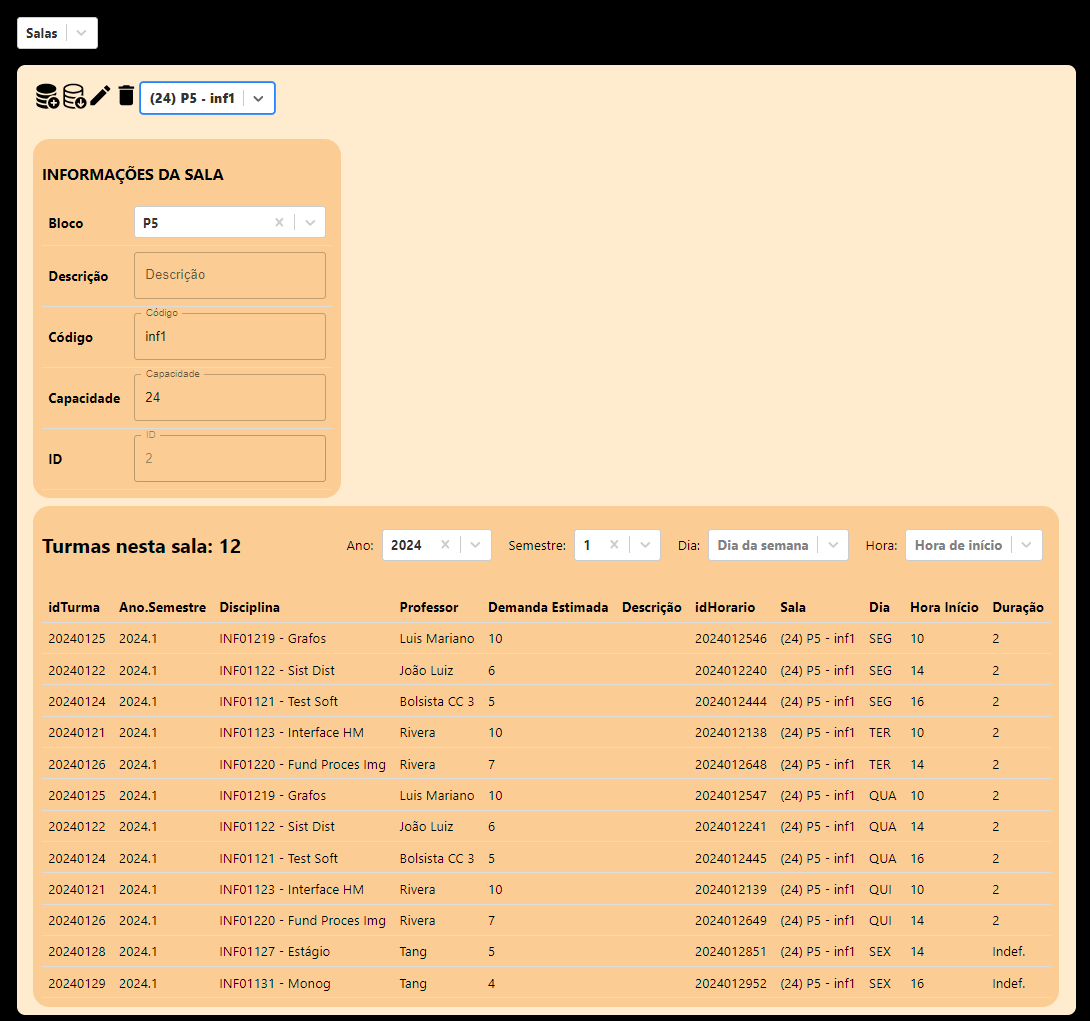 Salas
(24) P5 - inf1
INFORMAÇÕES DA SALA
Bloco P5
Descrição Descrição
Código
Código inf1
Capacidade
Capacidade 24
ID
ID 2
Turmas nesta sala: 12 Ano: 2024 Semestre: 1 Dia: Dia da semana Hora: Hora de início
idTurma Ano.Semestre Disciplina Professor Demanda Estimada Descrição idHorario Sala Dia Hora Início Duração
20240125 2024.1 INF01219 - Grafos Luis Mariano 10 2024012546 (24) P5 - inf1 SEG 10 2
20240122 2024.1 INF01122 - Sist Dist João Luiz 6 2024012240 (24) P5 - inf1 SEG 14 2
20240124 2024.1 INF01121 - Test Soft Bolsista CC 3 5 2024012444 (24) P5 - inf1 SEG 16 2
20240121 2024.1 INF01123 - Interface HM Rivera 10 2024012138 (24) P5 - inf1 TER 10 2
20240126 2024.1 INF01220 - Fund Proces Img Rivera 7 2024012648 (24) P5 - inf1 TER 14 2
20240125 2024.1 INF01219 - Grafos Luis Mariano 10 2024012547 (24) P5 - inf1 QUA 10 2
20240122 2024.1 INF01122 - Sist Dist João Luiz 6 2024012241 (24) P5 - inf1 QUA 14 2
20240124 2024.1 INF01121 - Test Soft Bolsista CC 3 5 2024012445 (24) P5 - inf1 QUA 16 2
20240121 2024.1 INF01123 - Interface HM Rivera 10 2024012139 (24) P5 - inf1 QUI 10 2
20240126 2024.1 INF01220 - Fund Proces Img Rivera 7 2024012649 (24) P5 - inf1 QUI 14 2
20240128 2024.1 INF01127 - Estágio Tang 5 2024012851 (24) P5 - inf1 SEX 14 Indef.
20240129 2024.1 INF01131 - Monog Tang 4 2024012952 (24) P5 - inf1 SEX 16 Indef.